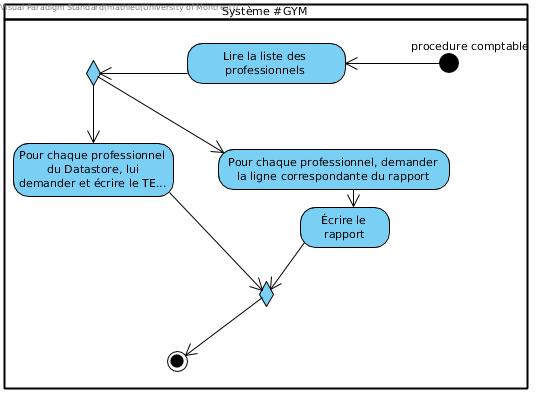 Visual Paradigm Standard(mathieu(University of Montreal))
Système #GYM
procedure comptable
Lire la liste des
professionnels
Pour chaque professionnel
du Datastore, lui
demander et écrire le TE...
Pour chaque professionnel, demander
la ligne correspondante du rapport
Écrire le
rapport